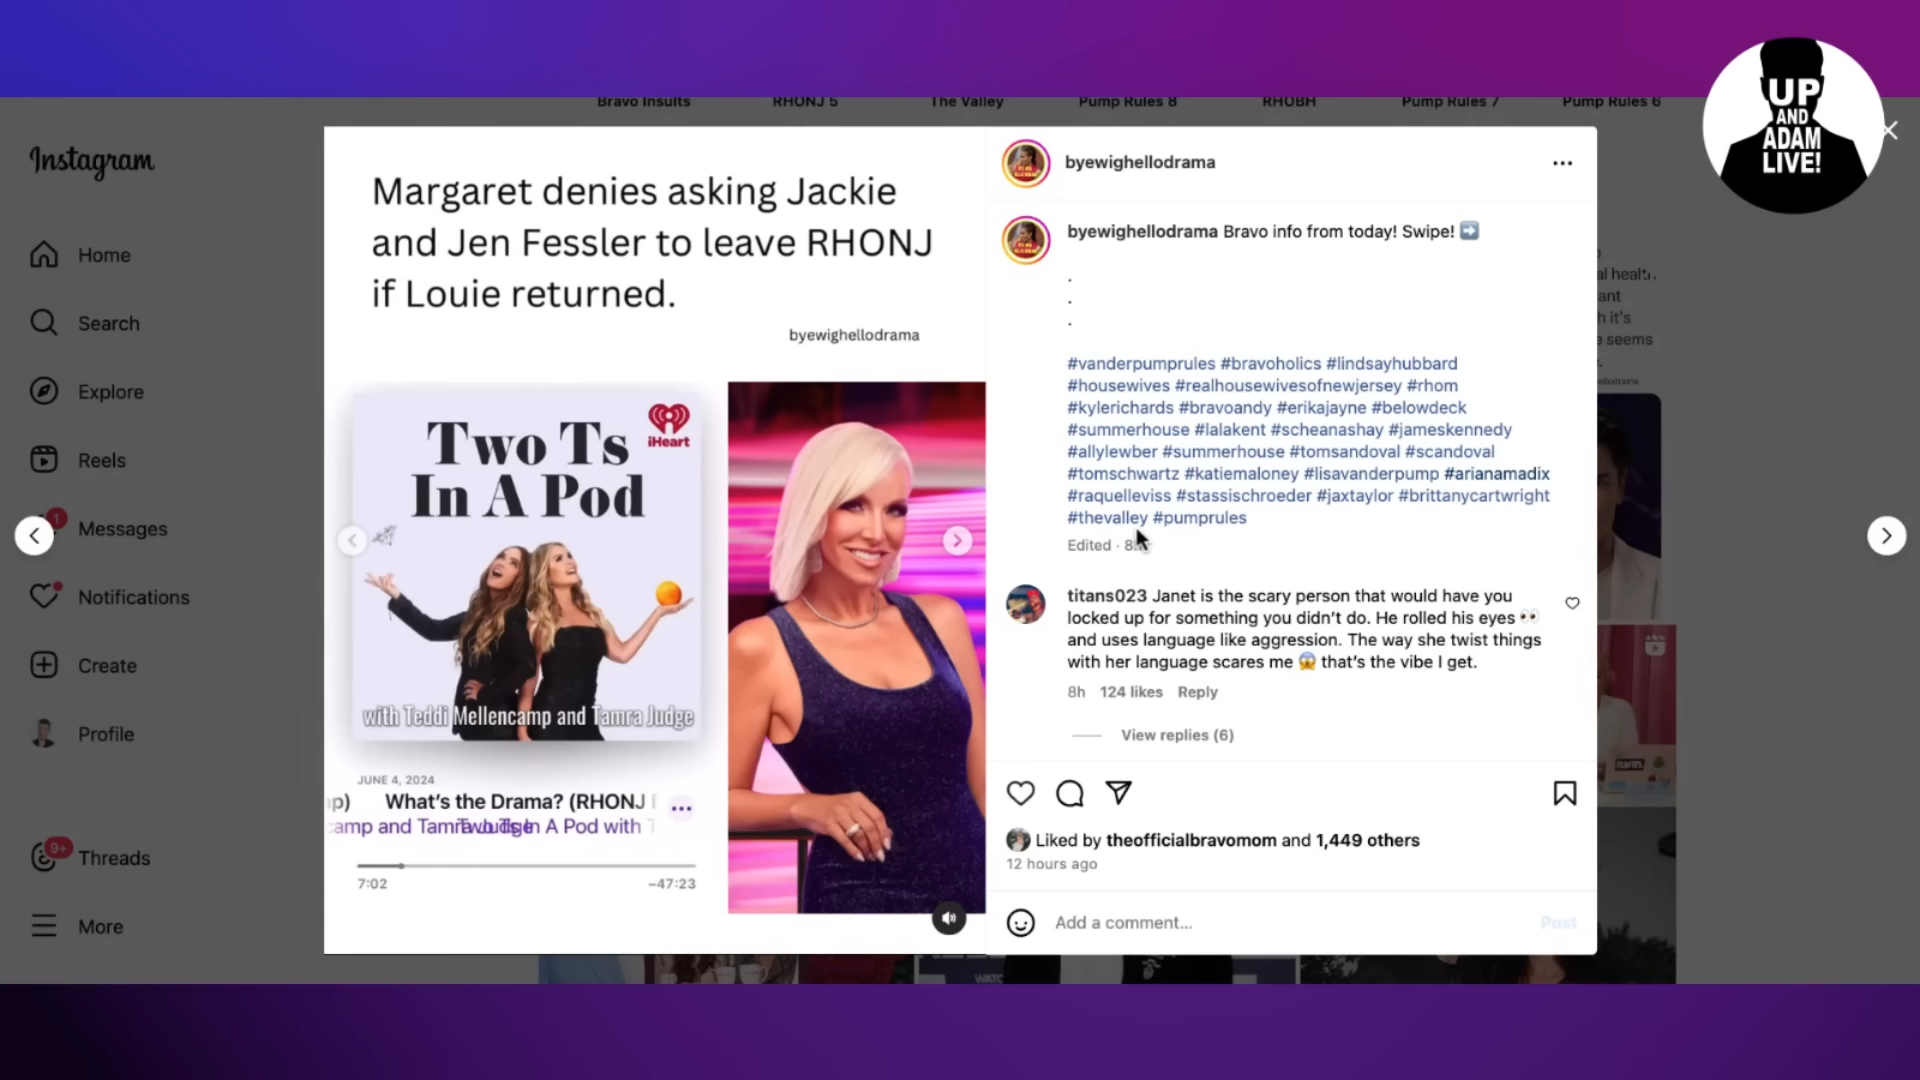 Bravo Insults
RHONJ 5
The Valley
Pump Rules 8
RHOBH
Pump Rules 7
Pump Rules 6
UP
AND
ADAM
LIVE!
Instagram
Home
Search
Explore
Reels
1
Messages
Notifications
Create
Profile
9+
Threads
More
Margaret denies asking Jackie
and Jen Fessler to leave RHONJ
if Louie returned.
byewighellodrama
iHeart
Two Ts
In A Pod
with Teddi Mellencamp and Tamra Judge
JUNE 4, 2024
What's the Drama? (RHONJ
In A Pod with
7:02
-47:23
byewighellodrama
byewighellodrama Bravo info from today! Swipe! ➡️
.
.
.
#vanderpumprules #bravoholics #lindsayhubbard
#housewives #realhousewivesofnewjersey #rhom
#kylerichards #bravoandy #erikajayne #belowdeck
#summerhouse #lalakent #scheanashay #jameskennedy
#allylewber #summerhouse #tomsandoval #scandoval
#tomschwartz #katiemaloney #lisavanderpump #arianamadix
#raquelleviss #stassischroeder #jaxtaylor #brittanycartwright
#thevalley #pumprules
Edited ·
titans023 Janet is the scary person that would have you
locked up for something you didn't do. He rolled his eyes 👀
and uses language like aggression. The way she twist things
with her language scares me 😱 that's the vibe I get.
8h 124 likes Reply
View replies (6)
Liked by theofficialbravomom and 1,449 others
12 hours ago
Add a comment...
Post